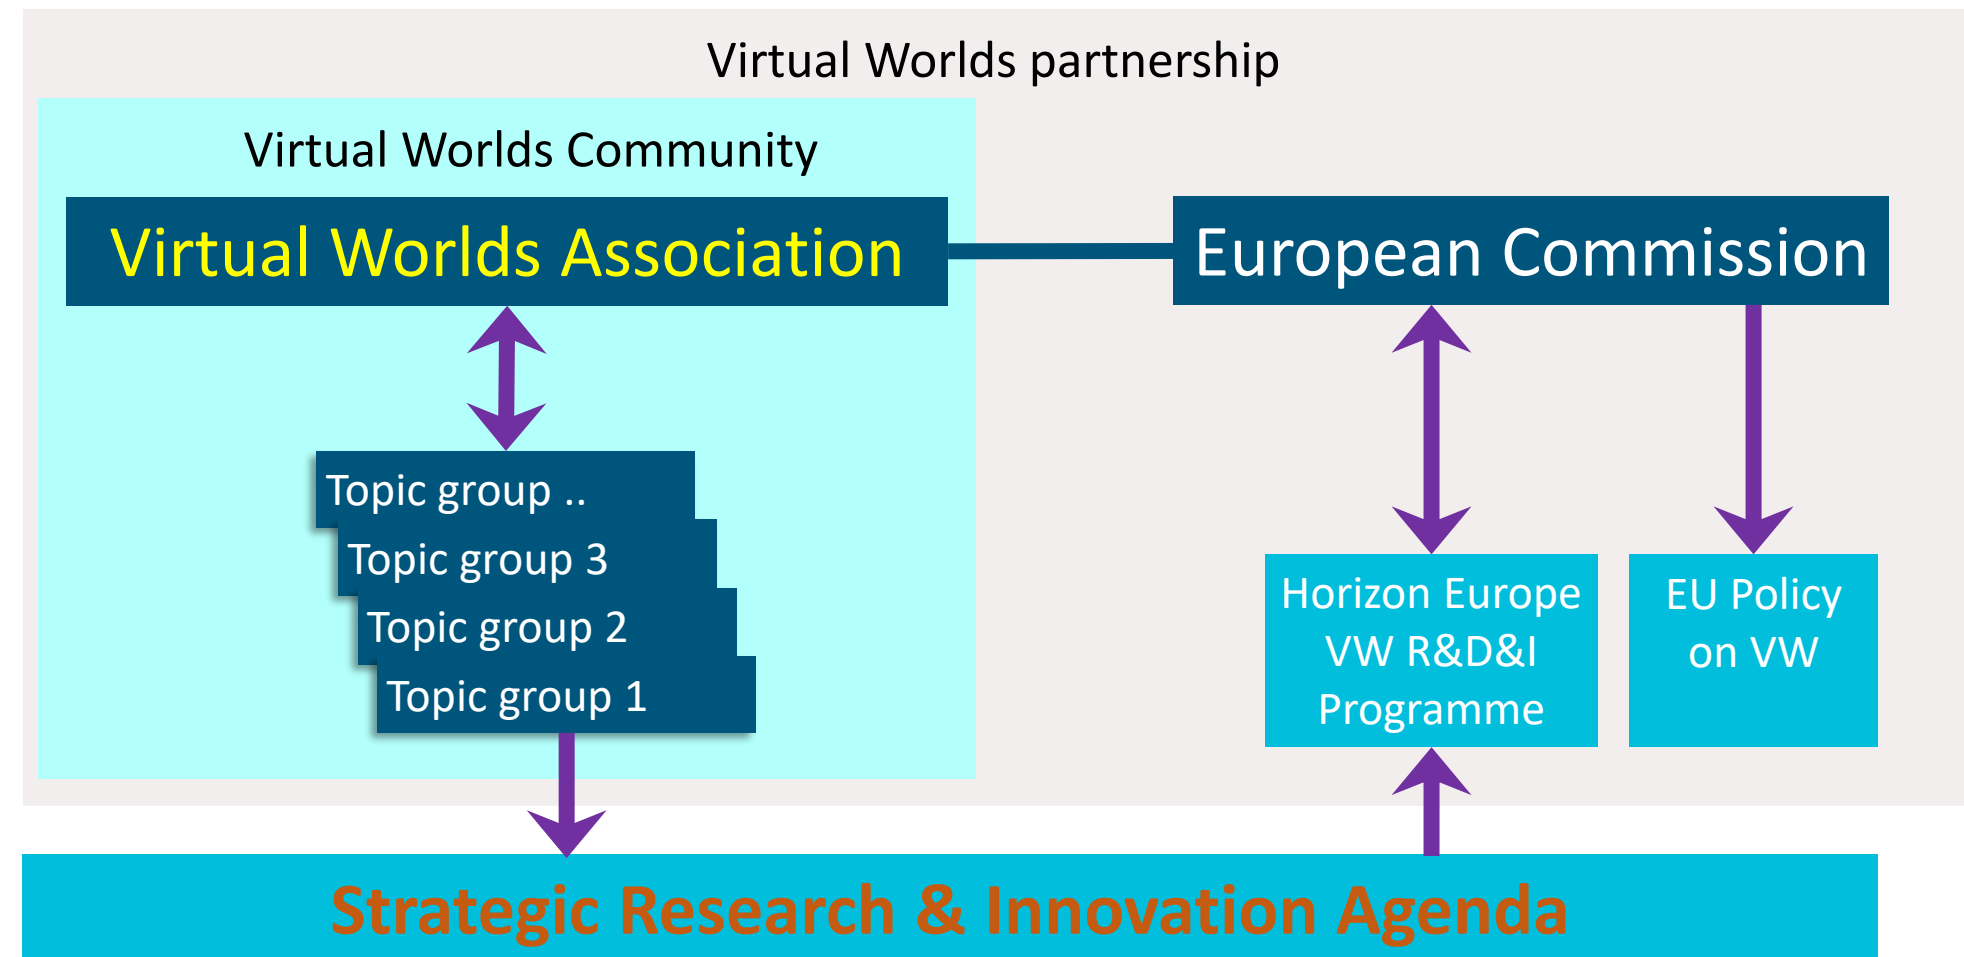 Virtual Worlds partnership
Virtual Worlds Community
Virtual Worlds Association
European Commission
Topic group ..
Topic group 3
Topic group 2
Topic group 1
Horizon Europe
VW R&D&I
Programme
EU Policy
on VW
Strategic Research & Innovation Agenda